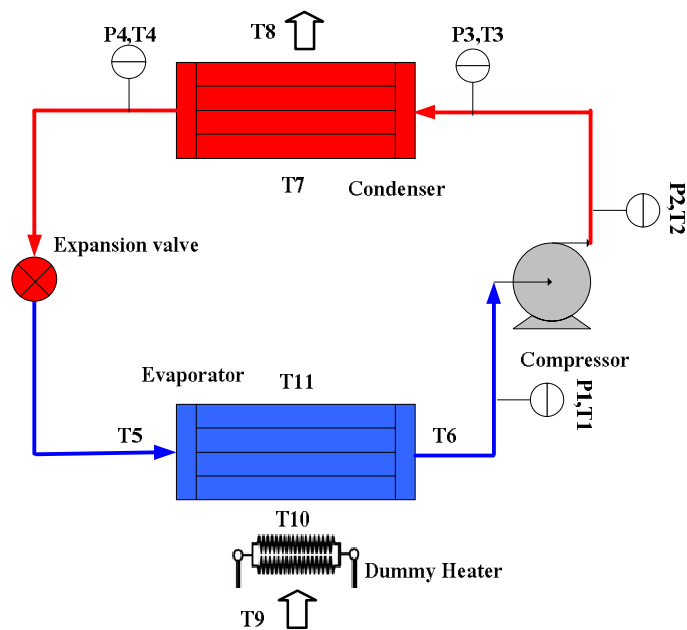 T8
P4,T4
P3,T3
T7
Condenser
P2,T2
Expansion valve
Compressor
Evaporator
T11
P1,T1
T5
T6
T10
Dummy Heater
T9